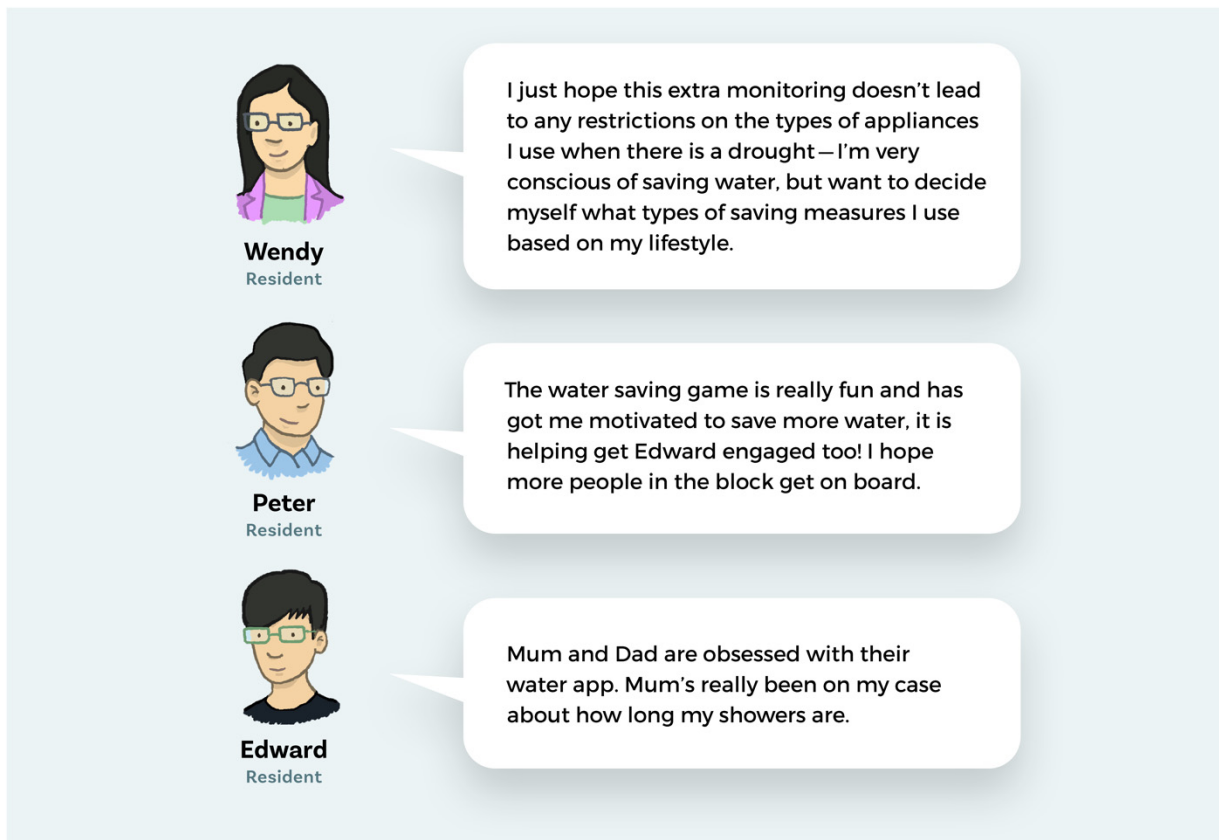 I just hope this extra monitoring doesn't lead
to any restrictions on the types of appliances
I use when there is a drought—I'm very
conscious of saving water, but want to decide
myself what types of saving measures I use
based on my lifestyle.
Wendy
Resident
The water saving game is really fun and has
got me motivated to save more water, it is
helping get Edward engaged too! I hope
more people in the block get on board.
Peter
Resident
Mum and Dad are obsessed with their
water app. Mum's really been on my case
about how long my showers are.
Edward
Resident